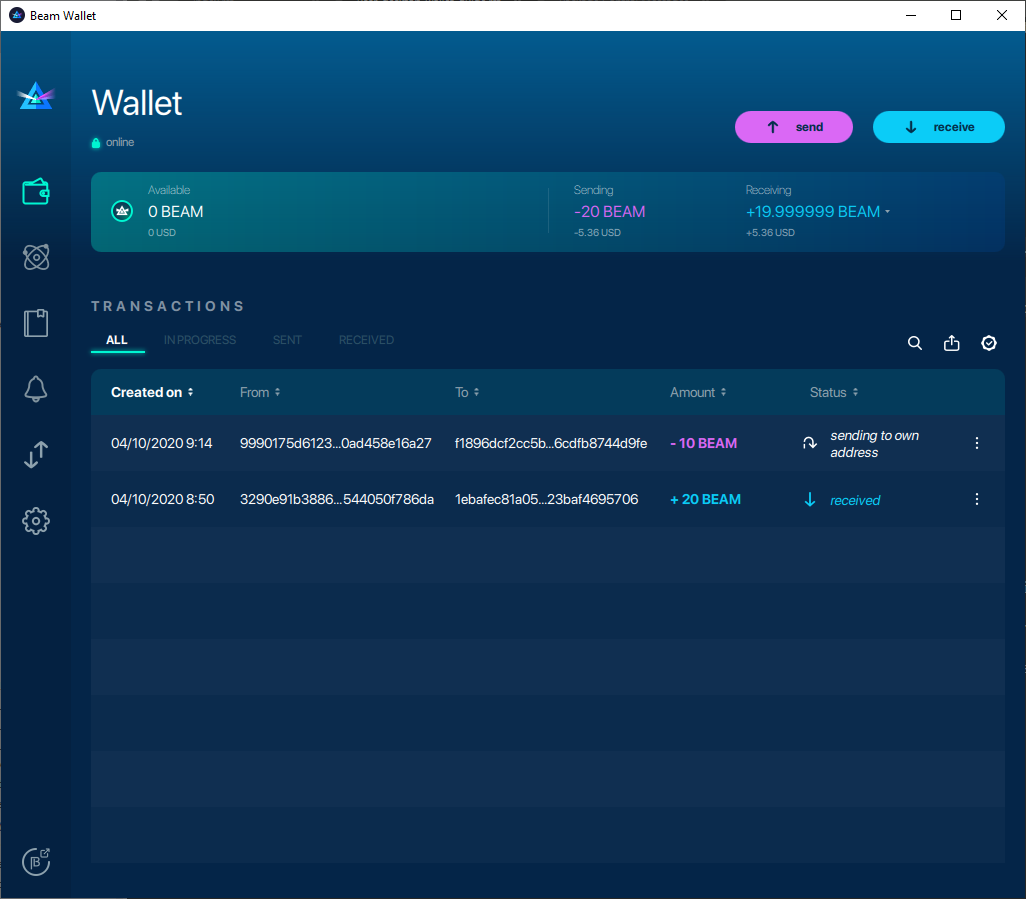 Beam Wallet
Wallet
online
send
receive
Available
0 BEAM
0 USD
Sending
-20 BEAM
-5.36 USD
Receiving
+19.999999 BEAM
+5.36 USD
TRANSACTIONS
ALL IN PROGRESS SENT RECEIVED
Created on From To Amount Status
04/10/2020 9:14 9990175d6123...0ad458e16a27 f1896dcf2cc5b...6cdfb8744d9fe - 10 BEAM sending to own
address
04/10/2020 8:50 3290e91b3886...544050f786da 1ebafec81a05...23baf4695706 + 20 BEAM received
β